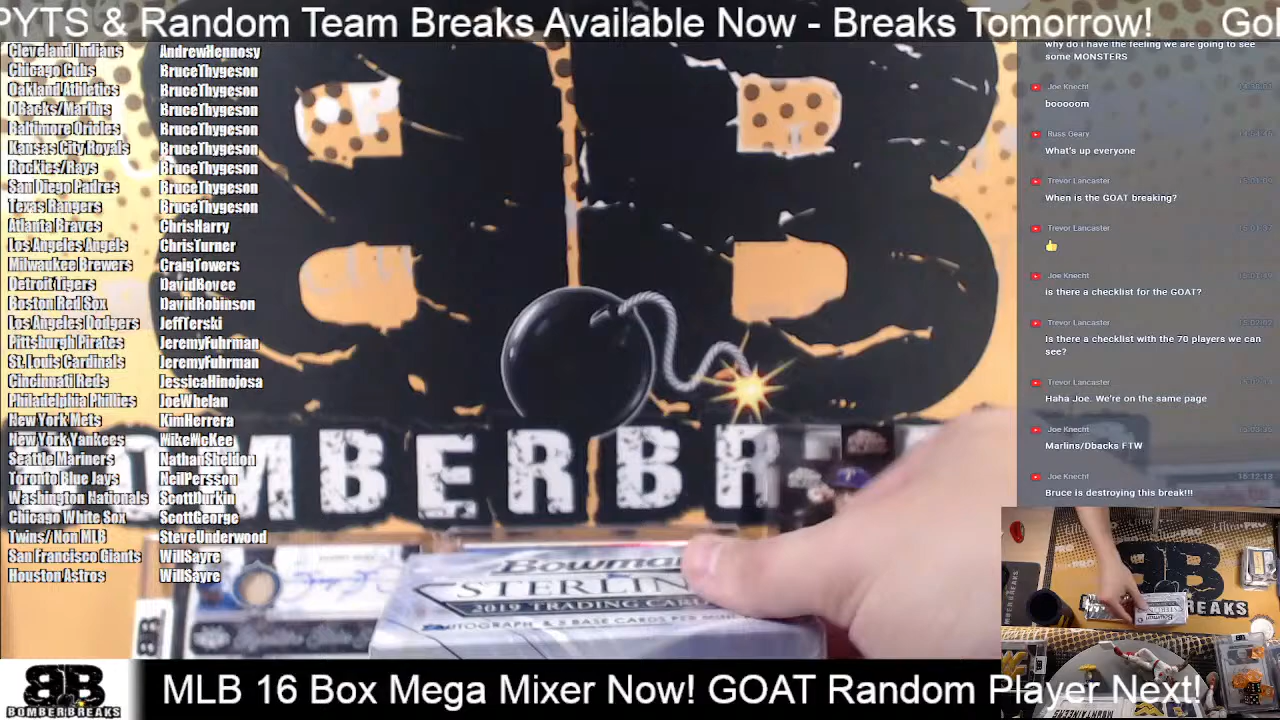 PYTS & Random Team Breaks Available Now - Breaks Tomorrow!
Cleveland Indians AndrewHennosy
Chicago Cubs BruceThygeson
Oakland Athletics BruceThygeson
DBacks/Marlins BruceThygeson
Baltimore Orioles BruceThygeson
Kansas City Royals BruceThygeson
Rockies/Rays BruceThygeson
San Diego Padres BruceThygeson
Texas Rangers BruceThygeson
Atlanta Braves ChrisHarry
Los Angeles Angels ChrisTurner
Milwaukee Brewers CraigTowers
Detroit Tigers DavidBovee
Boston Red Sox DavidRobinson
Los Angeles Dodgers JeffTerski
Pittsburgh Pirates JeremyFuhrman
St. Louis Cardinals JeremyFuhrman
Cincinnati Reds JessicaHinojosa
Philadelphia Phillies JoeWhelan
New York Mets KimHerrera
New York Yankees MikeMcKee
Seattle Mariners NathanSheldon
Toronto Blue Jays NeilPersson
Washington Nationals ScottDurkin
Chicago White Sox ScottGeorge
Twins/Non MLB SteveUnderwood
San Francisco Giants WillSayre
Houston Astros WillSayre
OMBERBR
Bowman
STERLIN
2019 TRADING CAR
AUTOGRAPH & 3 BASE CARDS PER
why do i have the feeling we are going to see
some MONSTERS
Joe Knecht
booooom
Russ Geary
What's up everyone
Trevor Lancaster
When is the GOAT breaking?
Trevor Lancaster
Joe Knecht
is there a checklist for the GOAT?
Trevor Lancaster
Is there a checklist with the 70 players we can
see?
Trevor Lancaster
Haha Joe. We're on the same page
Joe Knecht
Marlins/Dbacks FTW
Joe Knecht
Bruce is destroying this break!!!
BB
BREAKS
BB
BOMBERBREAKS
MLB 16 Box Mega Mixer Now! GOAT Random Player Next!